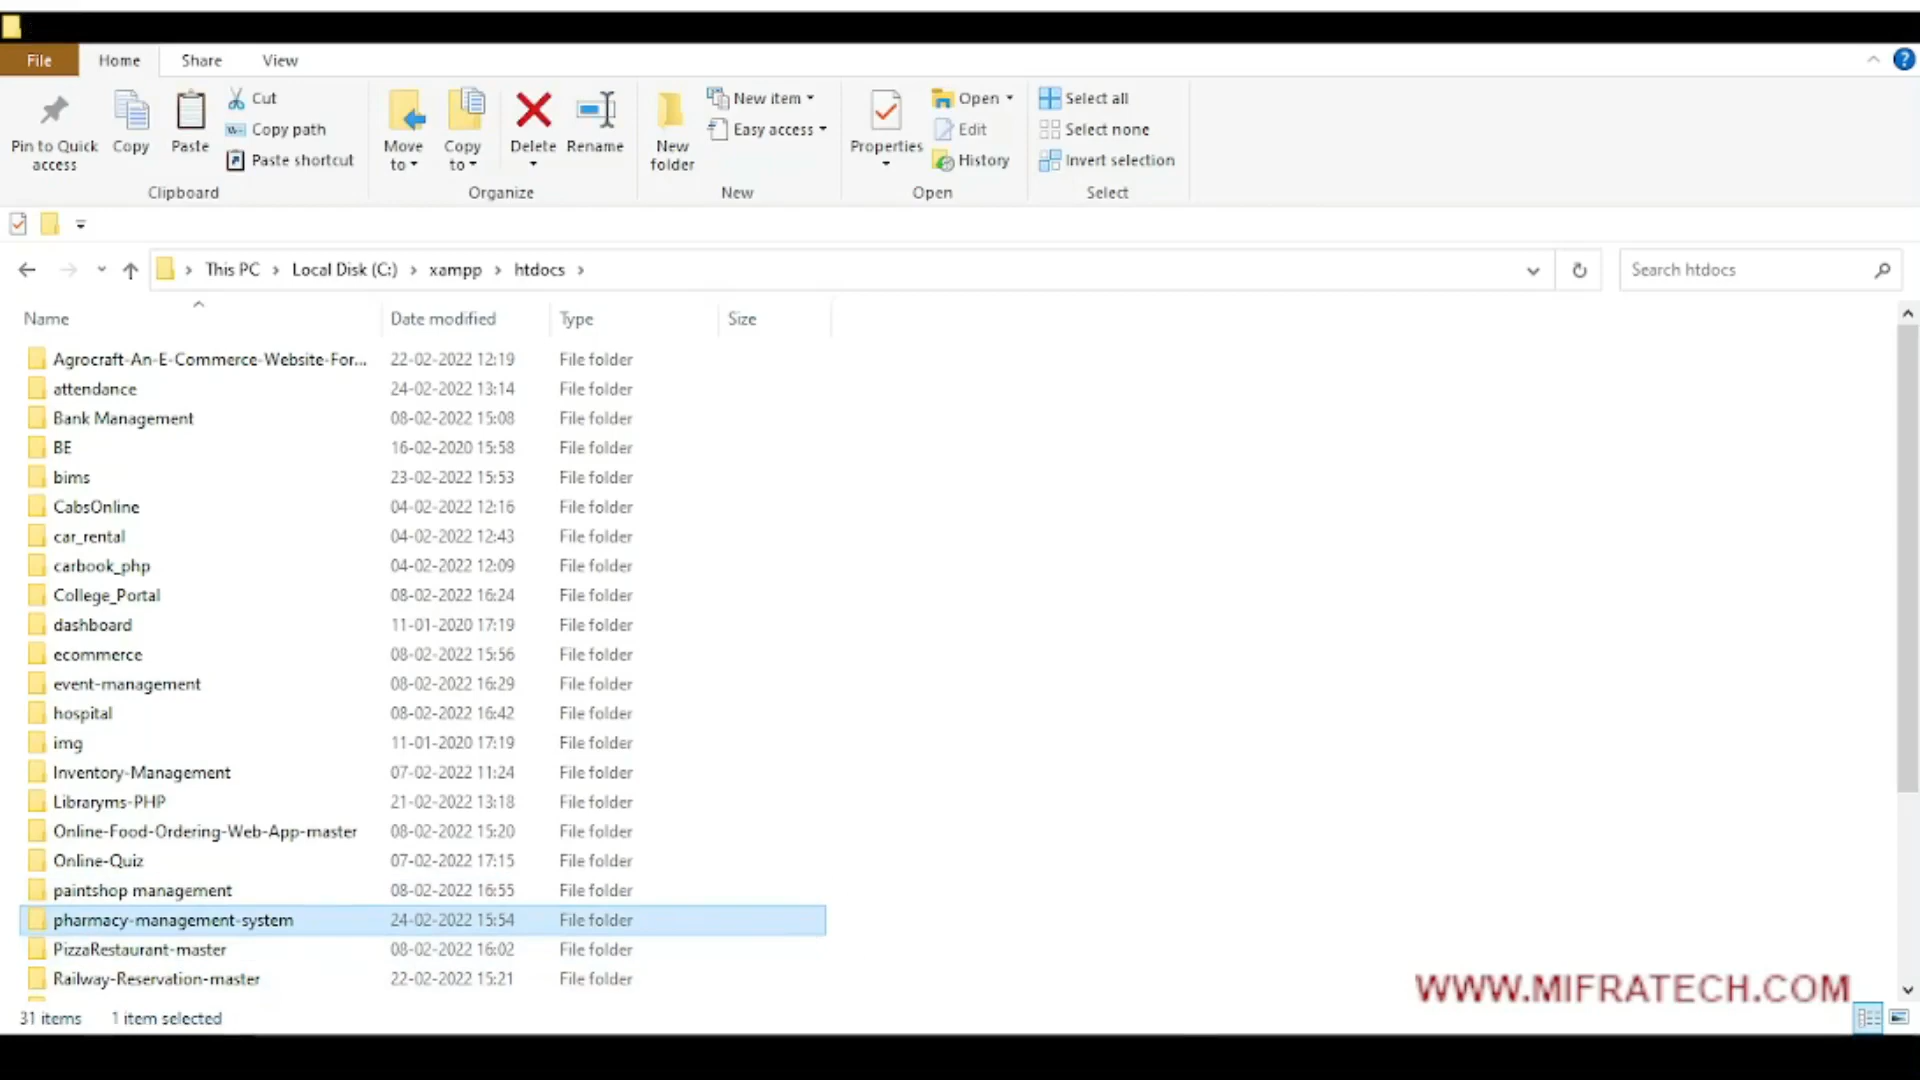 File Home Share View
Pin to Quick access
Copy
Paste
Cut
Copy path
Paste shortcut
Clipboard
Move to
Copy to
Delete
Rename
Organize
New folder
New item
Easy access
New
Properties
Open
Edit
History
Open
Select all
Select none
Invert selection
Select
This PC › Local Disk (C:) › xampp › htdocs ›
Search htdocs
Name Date modified Type Size
Agrocraft-An-E-Commerce-Website-For... 22-02-2022 12:19 File folder
attendance 24-02-2022 13:14 File folder
Bank Management 08-02-2022 15:08 File folder
BE 16-02-2020 15:58 File folder
bims 23-02-2022 15:53 File folder
CabsOnline 04-02-2022 12:16 File folder
car_rental 04-02-2022 12:43 File folder
carbook_php 04-02-2022 12:09 File folder
College_Portal 08-02-2022 16:24 File folder
dashboard 11-01-2020 17:19 File folder
ecommerce 08-02-2022 15:56 File folder
event-management 08-02-2022 16:29 File folder
hospital 08-02-2022 16:42 File folder
img 11-01-2020 17:19 File folder
Inventory-Management 07-02-2022 11:24 File folder
Libraryms-PHP 21-02-2022 13:18 File folder
Online-Food-Ordering-Web-App-master 08-02-2022 15:20 File folder
Online-Quiz 07-02-2022 17:15 File folder
paintshop management 08-02-2022 16:55 File folder
pharmacy-management-system 24-02-2022 15:54 File folder
PizzaRestaurant-master 08-02-2022 16:02 File folder
Railway-Reservation-master 22-02-2022 15:21 File folder
WWW.MIFRATECH.COM
31 items 1 item selected